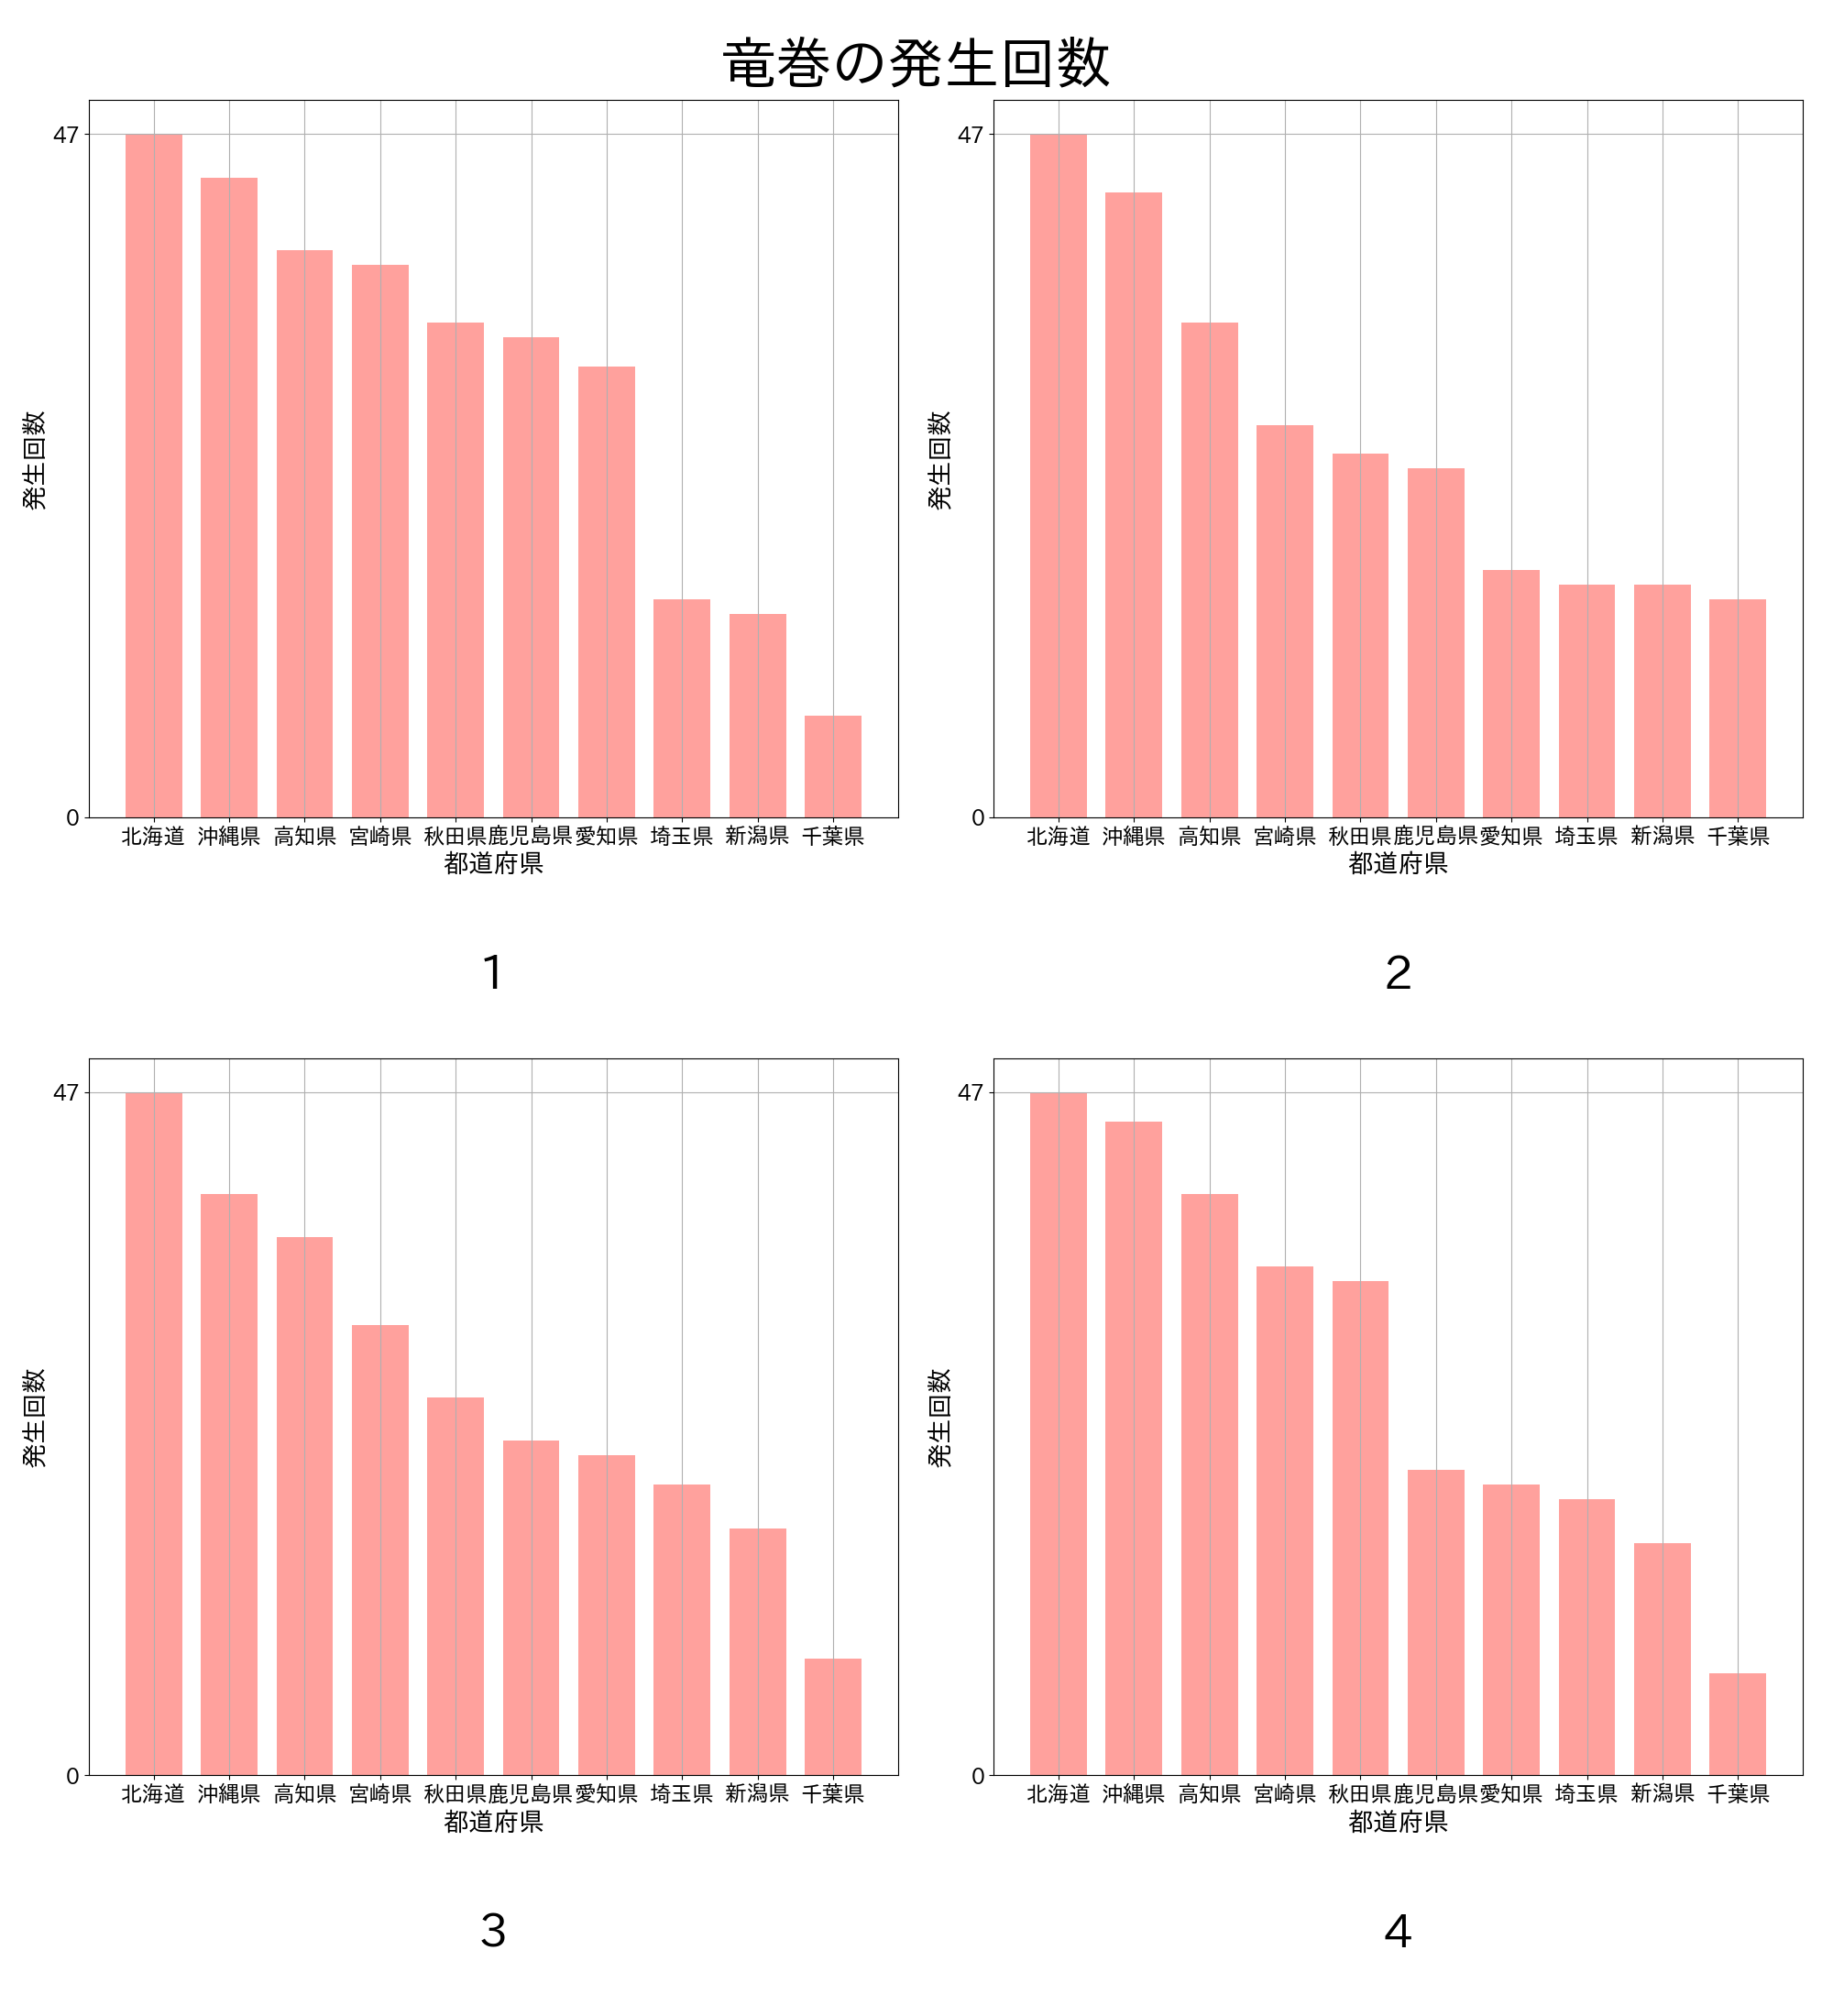 竜巻の発生回数
47
0
発生回数
北海道 沖縄県 高知県 宮崎県 秋田県 鹿児島県 愛知県 埼玉県 新潟県 千葉県
都道府県
1
47
0
発生回数
北海道 沖縄県 高知県 宮崎県 秋田県 鹿児島県 愛知県 埼玉県 新潟県 千葉県
都道府県
2
47
0
発生回数
北海道 沖縄県 高知県 宮崎県 秋田県 鹿児島県 愛知県 埼玉県 新潟県 千葉県
都道府県
3
47
0
発生回数
北海道 沖縄県 高知県 宮崎県 秋田県 鹿児島県 愛知県 埼玉県 新潟県 千葉県
都道府県
4